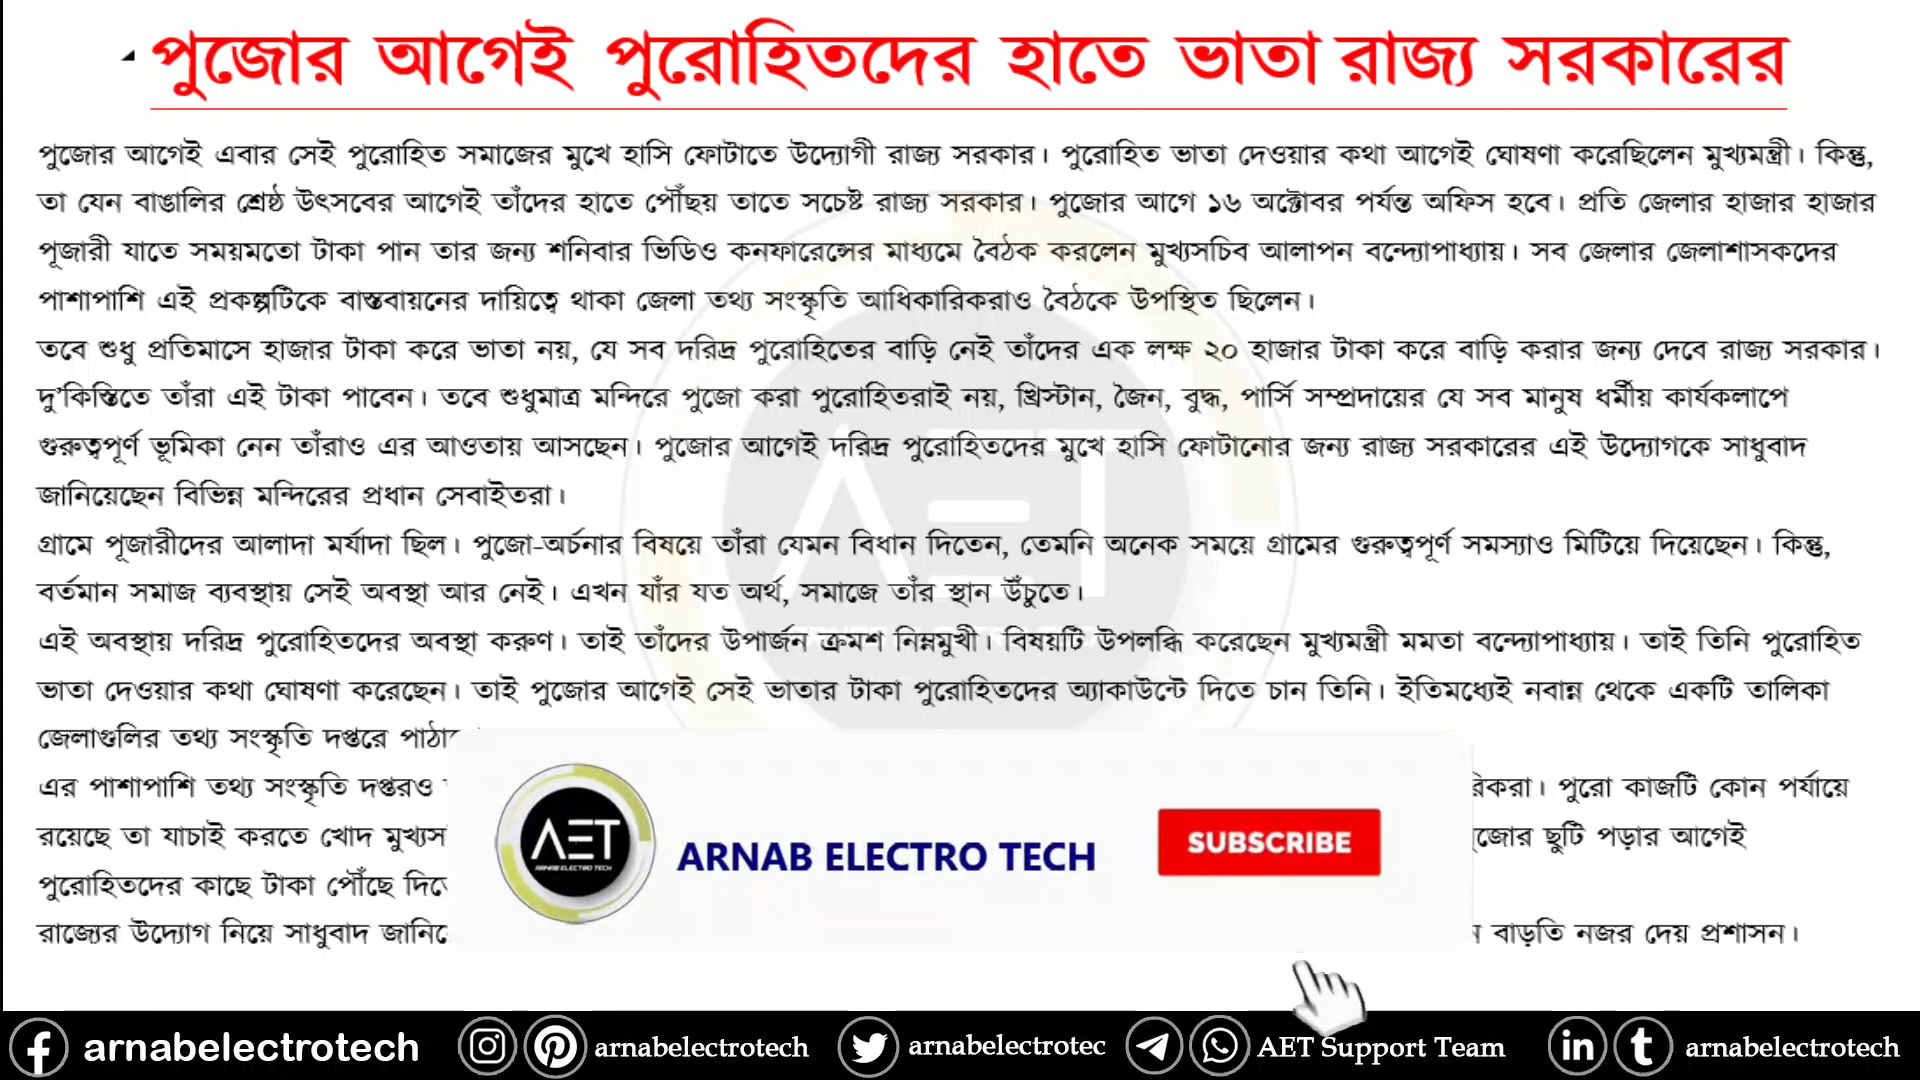 পুজোর আগেই পুরোহিতদের হাতে ভাতা রাজ্য সরকারের
পুজোর আগেই এবার সেই পুরোহিত সমাজের মুখে হাসি ফোটাতে উদ্যোগী রাজ্য সরকার। পুরোহিত ভাতা দেওয়ার কথা আগেই ঘোষণা করেছিলেন মুখ্যমন্ত্রী। কিন্তু,
তা যেন বাঙালির শ্রেষ্ঠ উৎসবের আগেই তাঁদের হাতে পৌঁছয় তাতে সচেষ্ট রাজ্য সরকার। পুজোর আগে ১৬ অক্টোবর পর্যন্ত অফিস হবে। প্রতি জেলার হাজার হাজার
পূজারী যাতে সময়মতো টাকা পান তার জন্য শনিবার ভিডিও কনফারেন্সের মাধ্যমে বৈঠক করলেন মুখ্যসচিব আলাপন বন্দ্যোপাধ্যায়। সব জেলার জেলাশাসকদের
পাশাপাশি এই প্রকল্পটিকে বাস্তবায়নের দায়িত্বে থাকা জেলা তথ্য সংস্কৃতি আধিকারিকরাও বৈঠকে উপস্থিত ছিলেন।
তবে শুধু প্রতিমাসে হাজার টাকা করে ভাতা নয়, যে সব দরিদ্র পুরোহিতের বাড়ি নেই তাঁদের এক লক্ষ ২০ হাজার টাকা করে বাড়ি করার জন্য দেবে রাজ্য সরকার।
দু'কিস্তিতে তাঁরা এই টাকা পাবেন। তবে শুধুমাত্র মন্দিরে পুজো করা পুরোহিতরাই নয়, খ্রিস্টান, জৈন, বুদ্ধ, পার্সি সম্প্রদায়ের যে সব মানুষ ধর্মীয় কার্যকলাপে
গুরুত্বপূর্ণ ভূমিকা নেন তাঁরাও এর আওতায় আসছেন। পুজোর আগেই দরিদ্র পুরোহিতদের মুখে হাসি ফোটানোর জন্য রাজ্য সরকারের এই উদ্যোগকে সাধুবাদ
জানিয়েছেন বিভিন্ন মন্দিরের প্রধান সেবাইতরা।
গ্রামে পূজারীদের আলাদা মর্যাদা ছিল। পুজো-অর্চনার বিষয়ে তাঁরা যেমন বিধান দিতেন, তেমনি অনেক সময়ে গ্রামের গুরুত্বপূর্ণ সমস্যাও মিটিয়ে দিয়েছেন। কিন্তু,
বর্তমান সমাজ ব্যবস্থায় সেই অবস্থা আর নেই। এখন যাঁর যত অর্থ, সমাজে তাঁর স্থান উঁচুতে।
এই অবস্থায় দরিদ্র পুরোহিতদের অবস্থা করুণ। তাই তাঁদের উপার্জন ক্রমশ নিম্নমুখী। বিষয়টি উপলব্ধি করেছেন মুখ্যমন্ত্রী মমতা বন্দ্যোপাধ্যায়। তাই তিনি পুরোহিত
ভাতা দেওয়ার কথা ঘোষণা করেছেন। তাই পুজোর আগেই সেই ভাতার টাকা পুরোহিতদের অ্যাকাউন্টে দিতে চান তিনি। ইতিমধ্যেই নবান্ন থেকে একটি তালিকা
জেলাগুলির তথ্য সংস্কৃতি দপ্তরে
এর পাশাপাশি তথ্য সংস্কৃতি দপ্তরও পুরো কাজটি কোন পর্যায়ে
রয়েছে তা যাচাই করতে খোদ ছুটি পড়ার আগেই
পুরোহিতদের কাছে টাকা পৌঁছে
রাজ্যের উদ্যোগ নিয়ে সাধুবাদ বাড়তি নজর দেয় প্রশাসন।
AET
ARNAB ELECTRO TECH
ARNAB ELECTRO TECH
SUBSCRIBE
arnabelectrotech arnabelectrotech arnabelectrotec AET Support Team arnabelectrotech